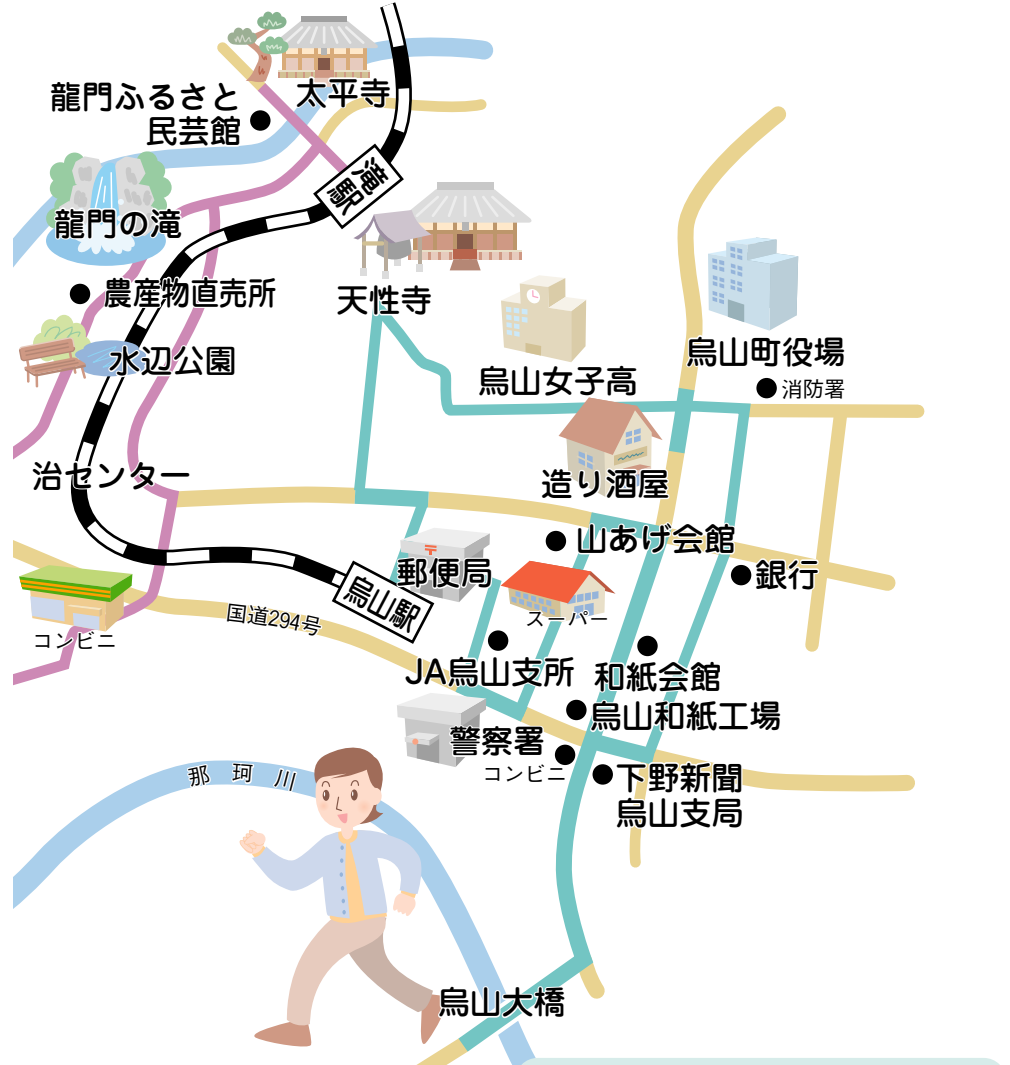 太平寺
龍門ふるさと
民芸館
滝駅
龍門の滝
農産物直売所
天性寺
水辺公園
烏山女子高
烏山町役場
消防署
治センター
造り酒屋
山あげ会館
銀行
郵便局
烏山駅
スーパー
国道294号
コンビニ
JA烏山支所
和紙会館
烏山和紙工場
警察署
コンビニ
下野新聞
烏山支局
那珂川
烏山大橋